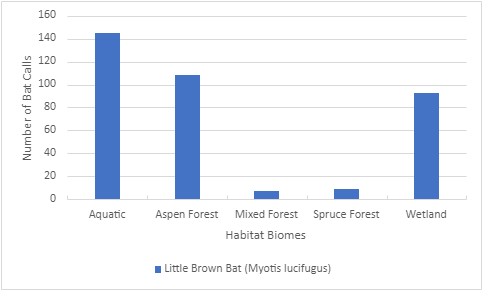 160
140
120
100
80
60
40
20
0
Number of Bat Calls
Aquatic Aspen Forest Mixed Forest Spruce Forest Wetland
Habitat Biomes
Little Brown Bat (Myotis lucifugus)